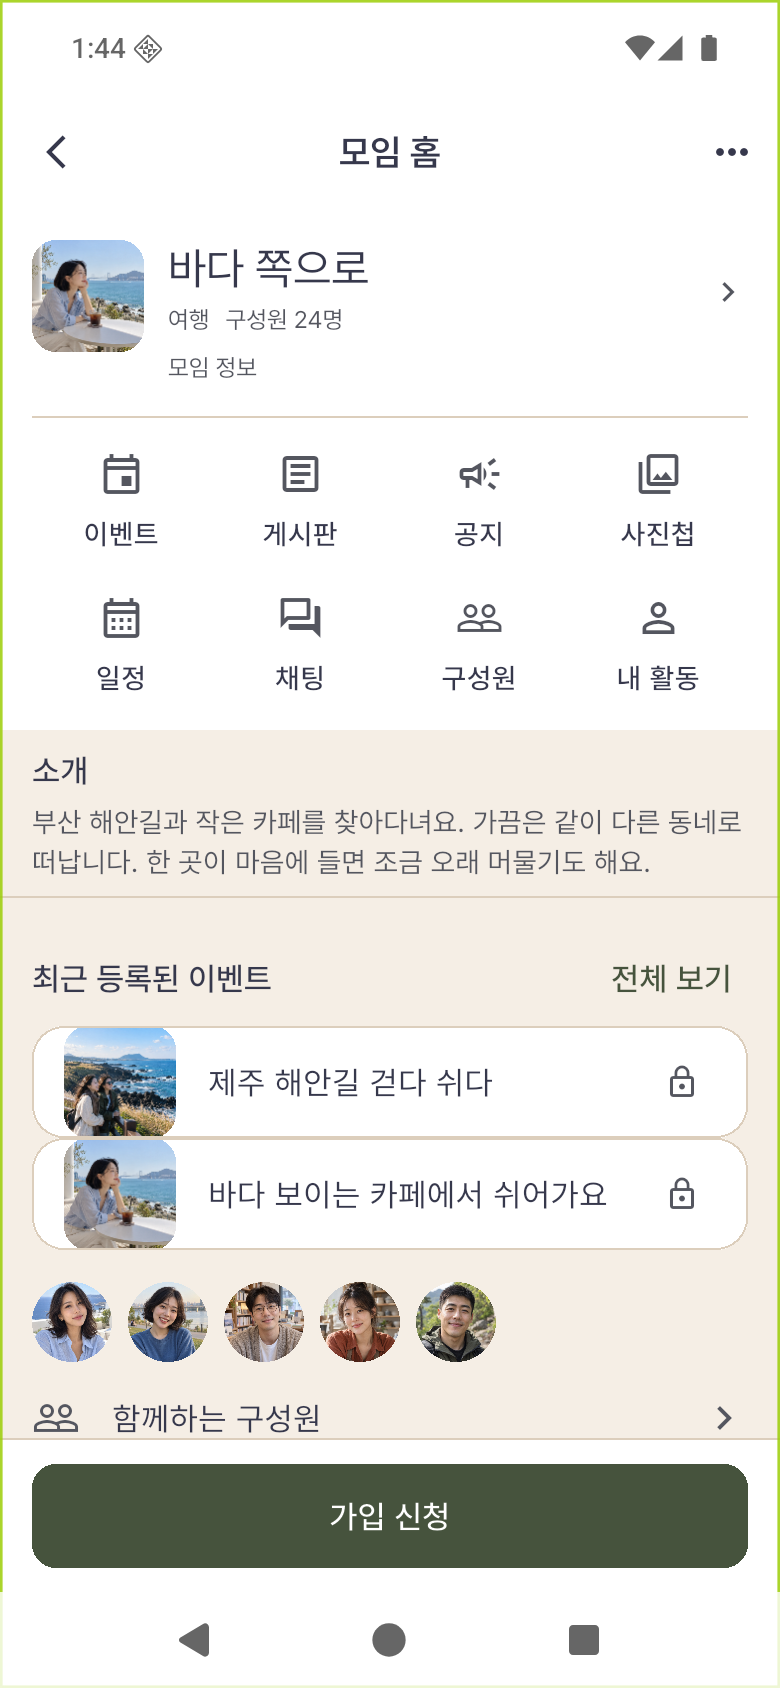 1:44
모임 홈
바다 쪽으로
여행 구성원 24명
모임 정보
이벤트 게시판 공지 사진첩
일정 채팅 구성원 내 활동
소개
부산 해안길과 작은 카페를 찾아다녀요. 가끔은 같이 다른 동네로
떠납니다. 한 곳이 마음에 들면 조금 오래 머물기도 해요.
최근 등록된 이벤트 전체 보기
제주 해안길 걷다 쉬다
바다 보이는 카페에서 쉬어가요
함께하는 구성원
가입 신청